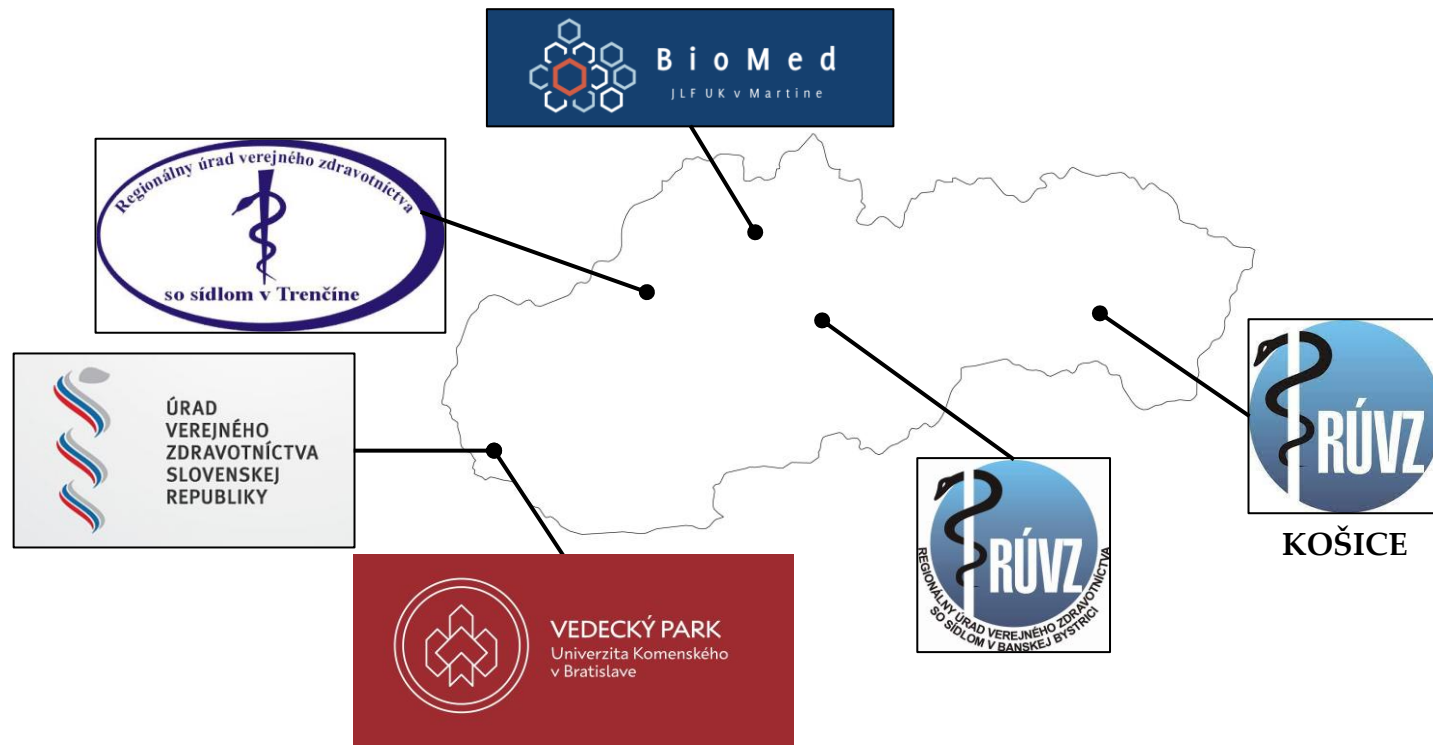 BioMed
JLF UK v Martine
Regionálny úrad verejného zdravotníctva
so sídlom v Trenčíne
ÚRAD
VEREJNÉHO
ZDRAVOTNÍCTVA
SLOVENSKEJ
REPUBLIKY
RÚVZ
KOŠICE
RÚVZ
REGIONÁLNY ÚRAD VEREJNÉHO ZDRAVOTNÍCTVA
SO SÍDLOM V BANSKEJ BYSTRICI
VEDECKÝ PARK
Univerzita Komenského
v Bratislave